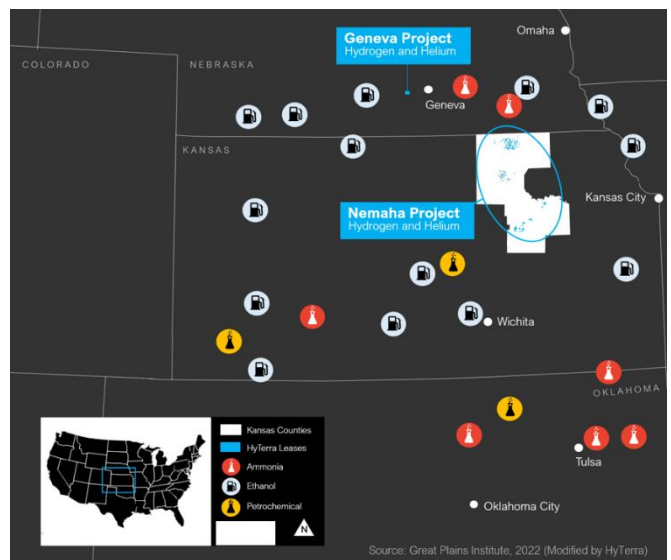 Omaha
Geneva Project
Hydrogen and Helium
COLORADO
NEBRASKA
Geneva
KANSAS
Kansas City
Nemaha Project
Hydrogen and Helium
Wichita
OKLAHOMA
Kansas Counties
HyTerra Leases
Ammonia
Ethanol
Petrochemical
N
Tulsa
Oklahoma City
Source: Great Plains Institute, 2022 (Modified by HyTerra)